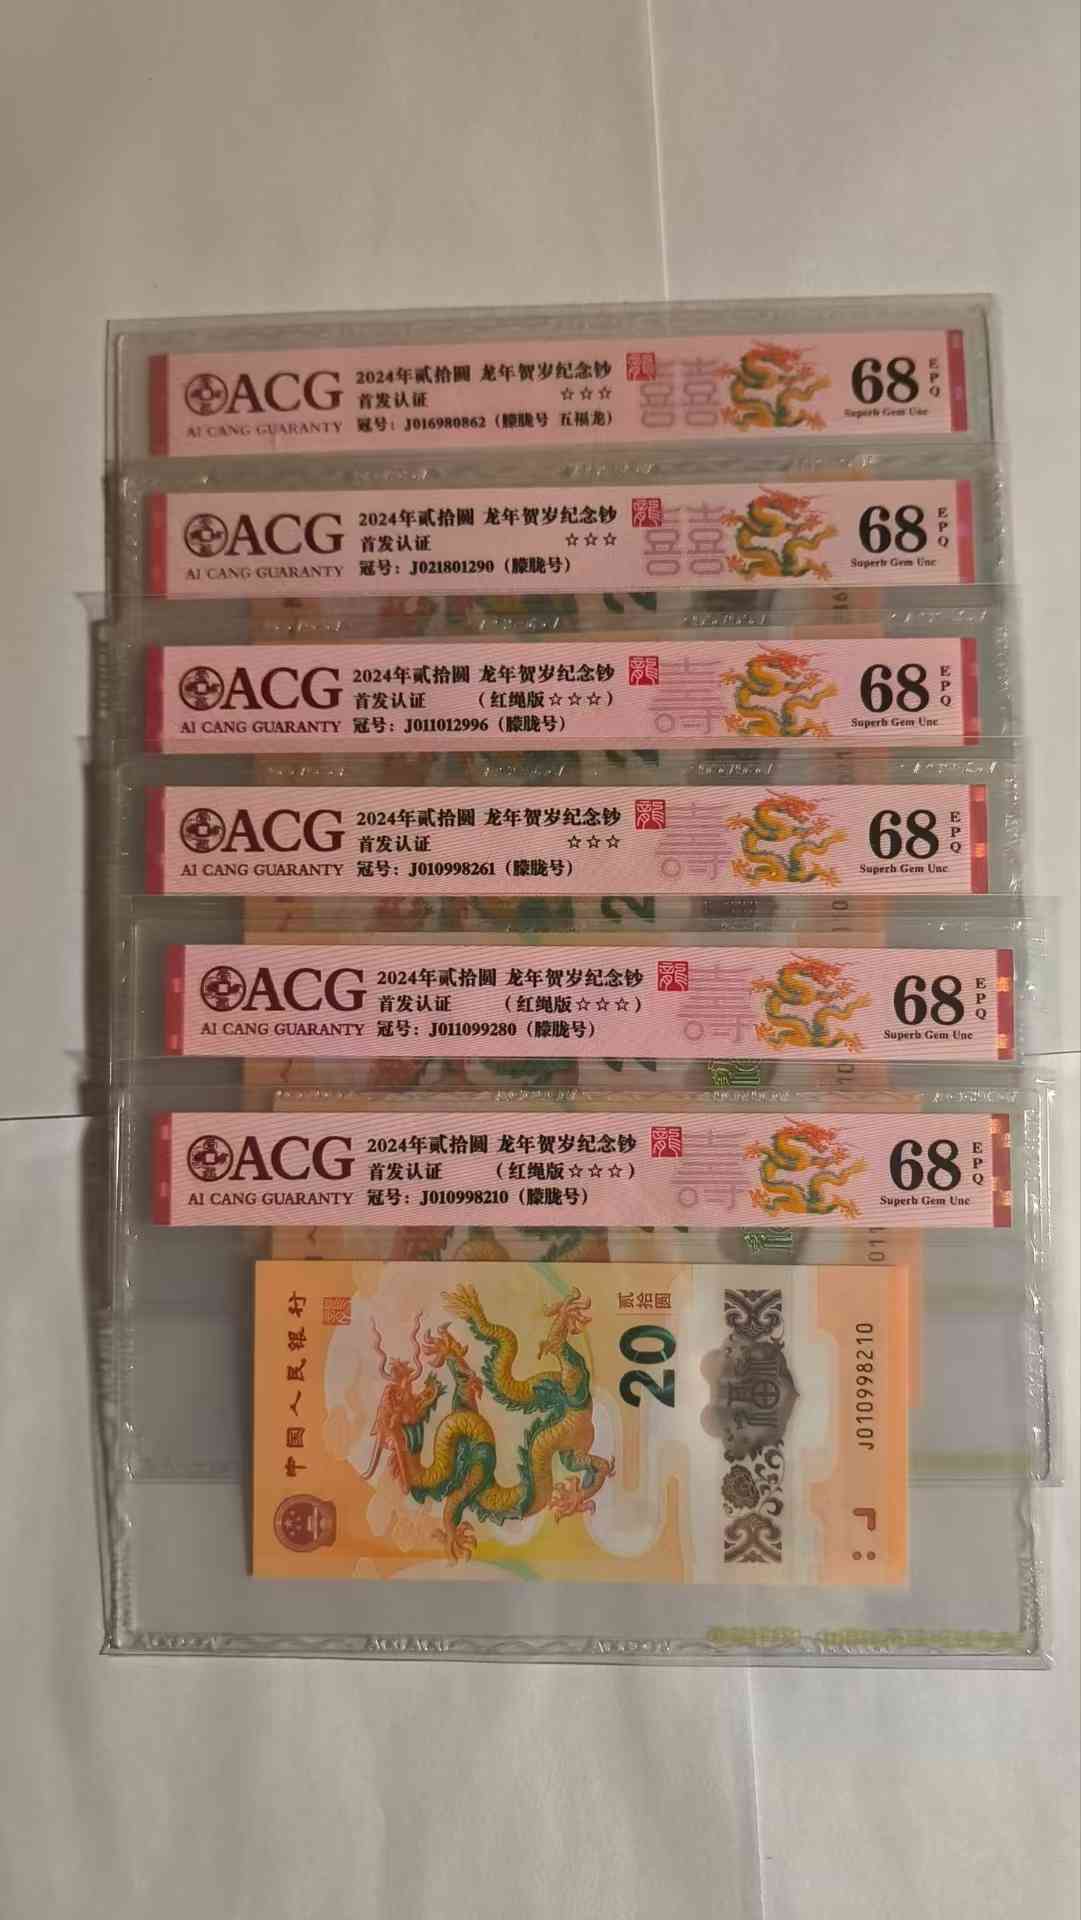 ACG
AI CANG GUARANTY
2024年贰拾圆 龙年贺岁纪念钞
首发认证 ☆☆☆
冠号：J016980862（朦胧号 五福龙）
龍
囍
68
EPQ
Superb Gem Unc
ACG
AI CANG GUARANTY
2024年贰拾圆 龙年贺岁纪念钞
首发认证 ☆☆☆
冠号：J021801290（朦胧号）
龍
囍
68
EPQ
Superb Gem Unc
ACG
AI CANG GUARANTY
2024年贰拾圆 龙年贺岁纪念钞
首发认证 （红绳版☆☆☆）
冠号：J011012996（朦胧号）
龍
68
EPQ
Superb Gem Unc
ACG
AI CANG GUARANTY
2024年贰拾圆 龙年贺岁纪念钞
首发认证 ☆☆☆
冠号：J010998261（朦胧号）
龍
68
EPQ
Superb Gem Unc
ACG
AI CANG GUARANTY
2024年贰拾圆 龙年贺岁纪念钞
首发认证 （红绳版☆☆☆）
冠号：J011099280（朦胧号）
龍
68
EPQ
Superb Gem Unc
ACG
AI CANG GUARANTY
2024年贰拾圆 龙年贺岁纪念钞
首发认证 （红绳版☆☆☆）
冠号：J010998210（朦胧号）
龍
68
EPQ
Superb Gem Unc
中国人民银行
贰拾圆
20
福
J010998210
ACG ACG